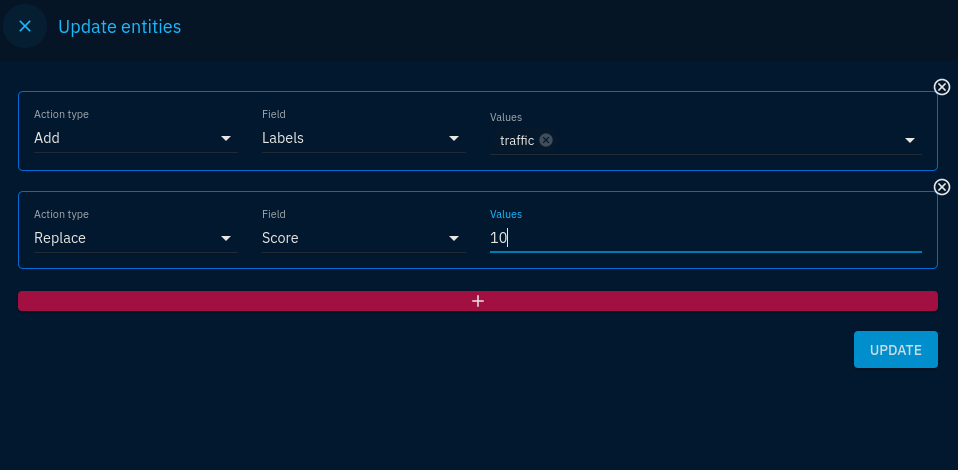 Update entities
Action type Field Values
Add Labels traffic
Action type Field Values
Replace Score 10
+
UPDATE